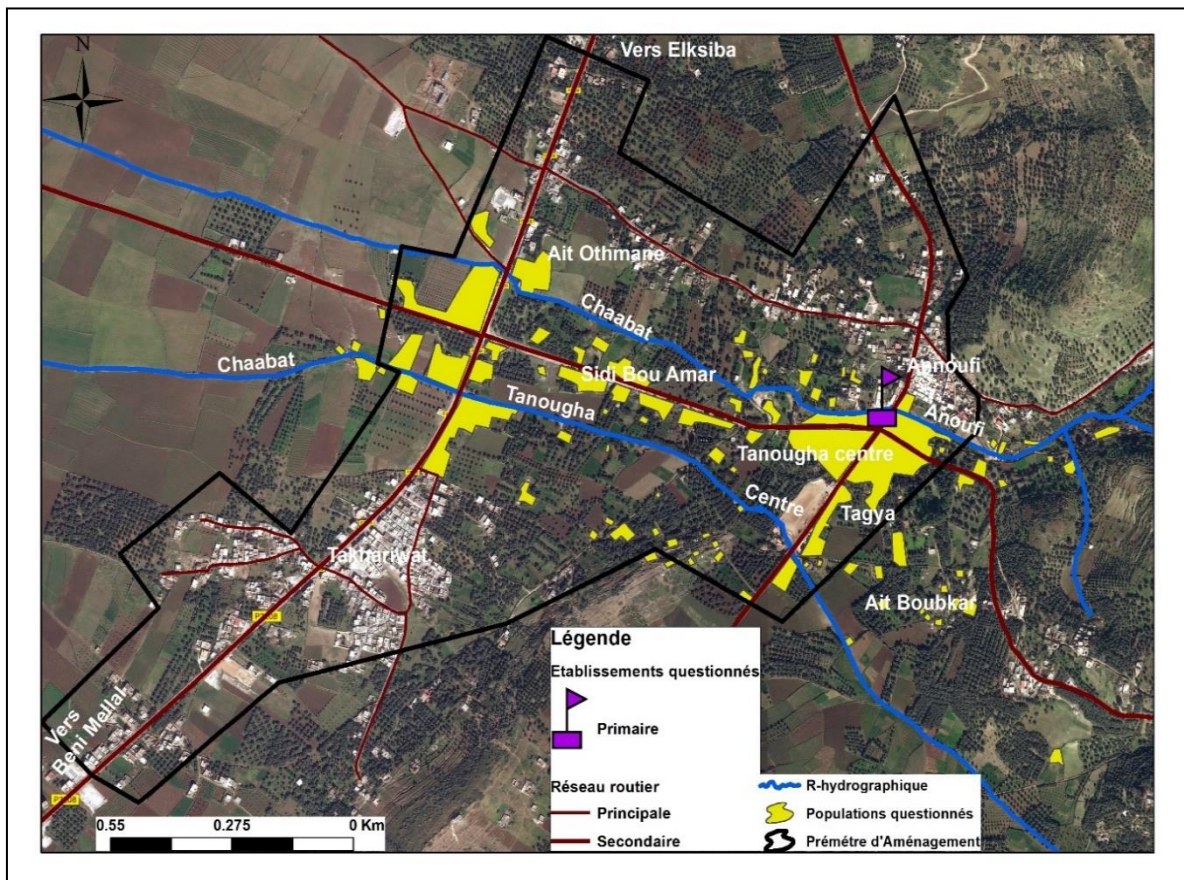 N
Vers Elksiba
Ait Othmane
Chaabat
Chaabat
Sidi Bou Amar
Annoufi
Tanougha
Anoufi
Tanougha centre
Centre
Tagya
Takhariwat
Ait Boubkar
Vers
Beni Mellal
Légende
Etablissements questionnés
Primaire
Réseau routier
Principale
Secondaire
R-hydrographique
Populations questionnés
Prémétre d'Aménagement
0.55 0.275 0 Km